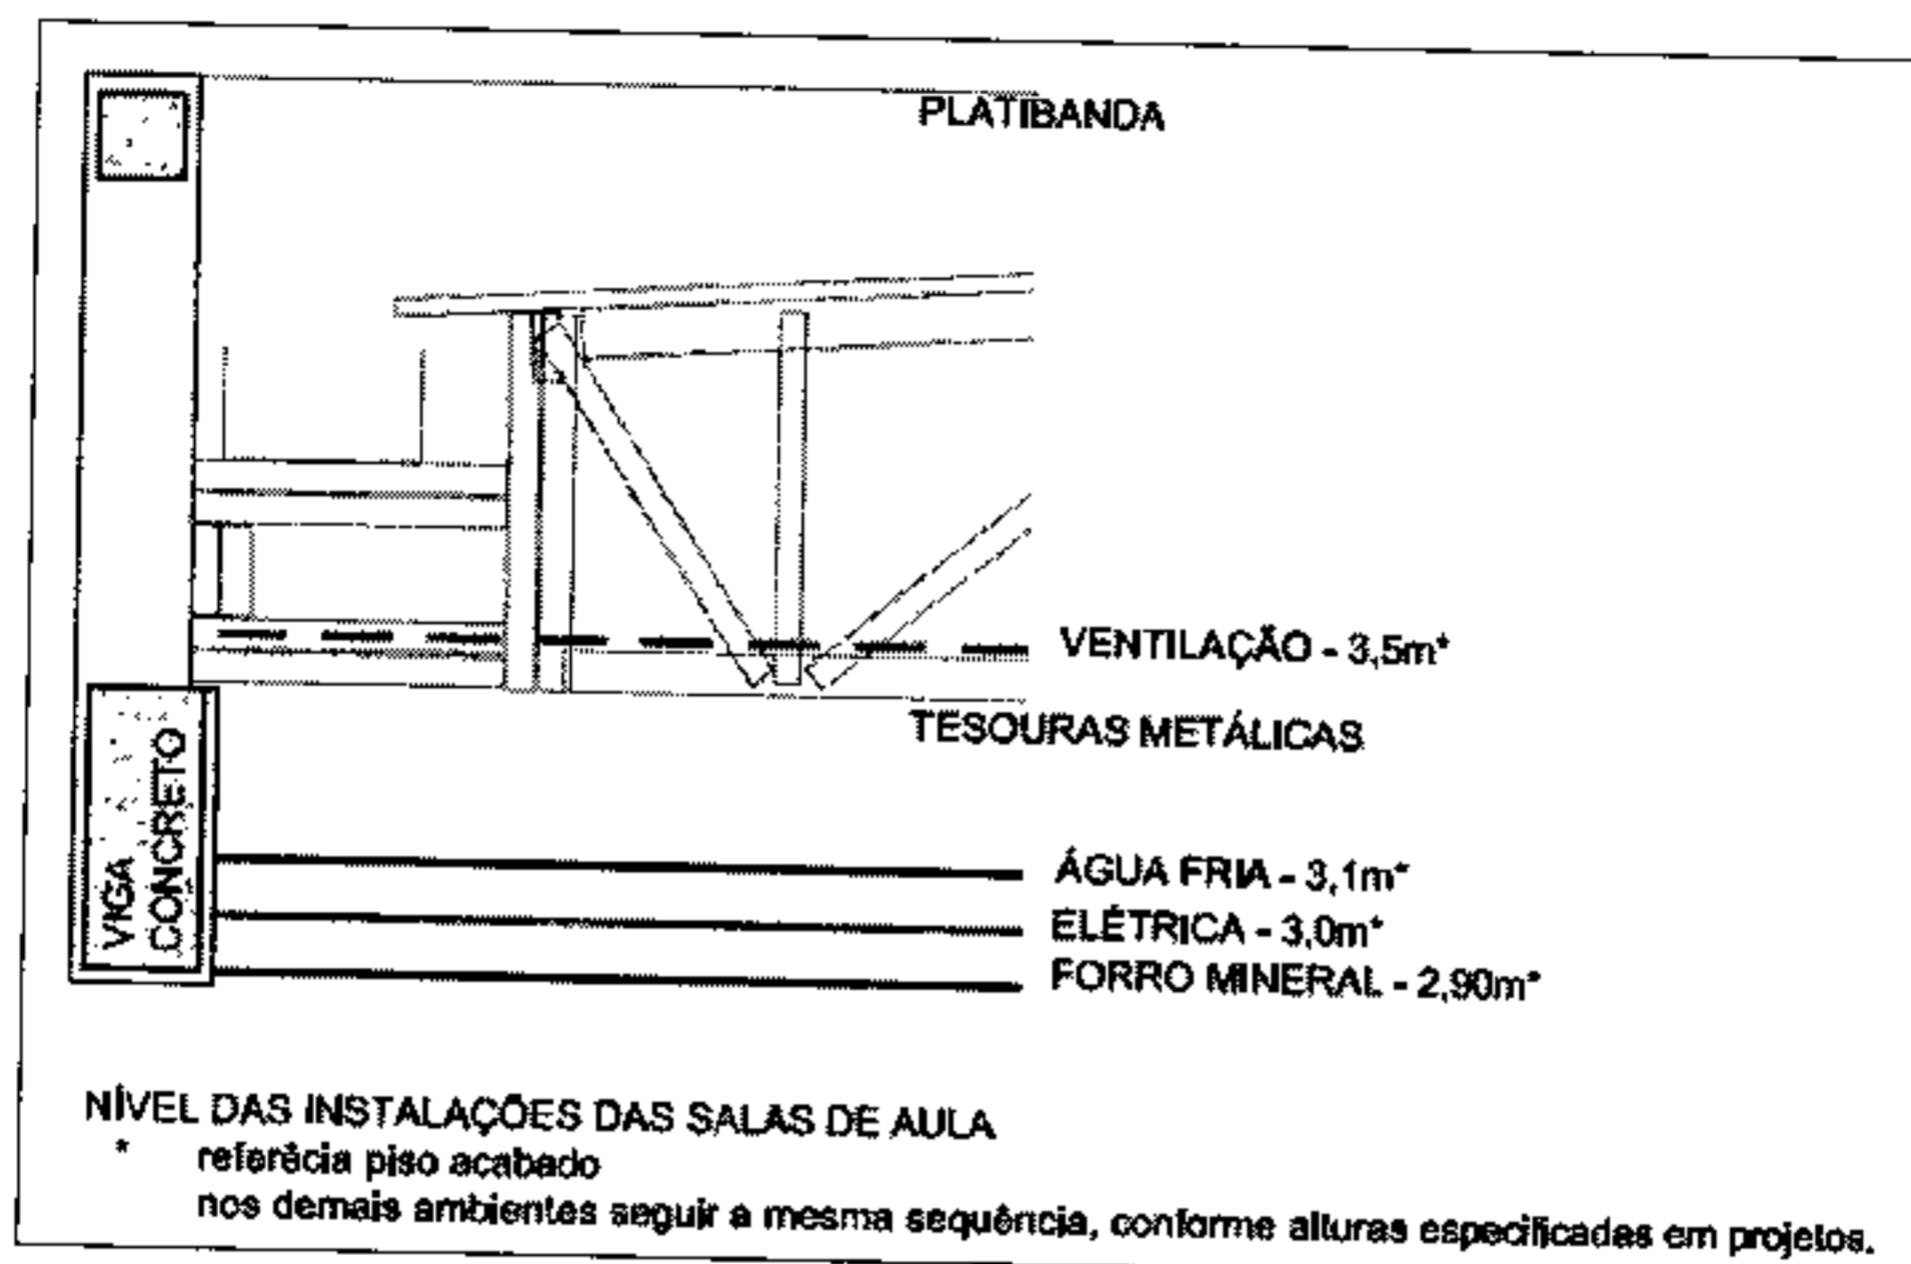 PLATIBANDA
VENTILAÇÃO - 3,5m*
TESOURAS METÁLICAS
VIGA
CONCRETO
ÁGUA FRIA - 3,1m*
ELÉTRICA - 3,0m*
FORRO MINERAL - 2,90m*
NÍVEL DAS INSTALAÇÕES DAS SALAS DE AULA
* referêcia piso acabado
nos demais ambientes seguir a mesma sequência, conforme alturas especificadas em projetos.